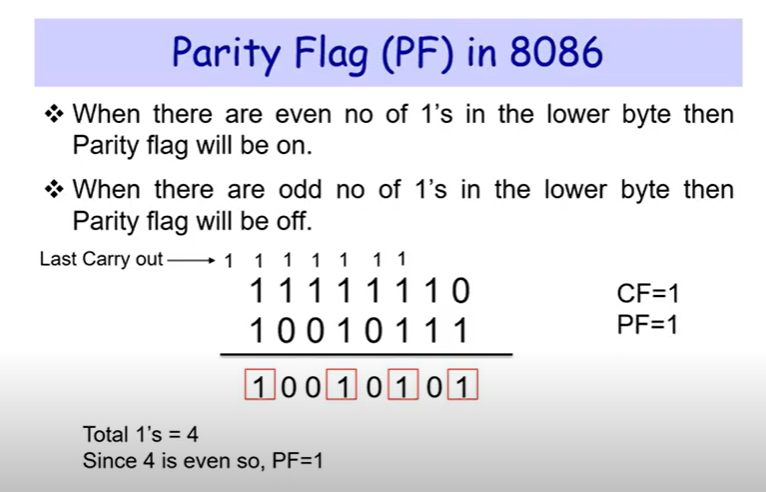 Parity Flag (PF) in 8086
❖ When there are even no of 1's in the lower byte then
Parity flag will be on.
❖ When there are odd no of 1's in the lower byte then
Parity flag will be off.
Last Carry out → 1 1 1 1 1 1 1
1 1 1 1 1 1 1 0
CF=1
1 0 0 1 0 1 1 1
PF=1
1 0 0 1 0 1 0 1
Total 1's = 4
Since 4 is even so, PF=1